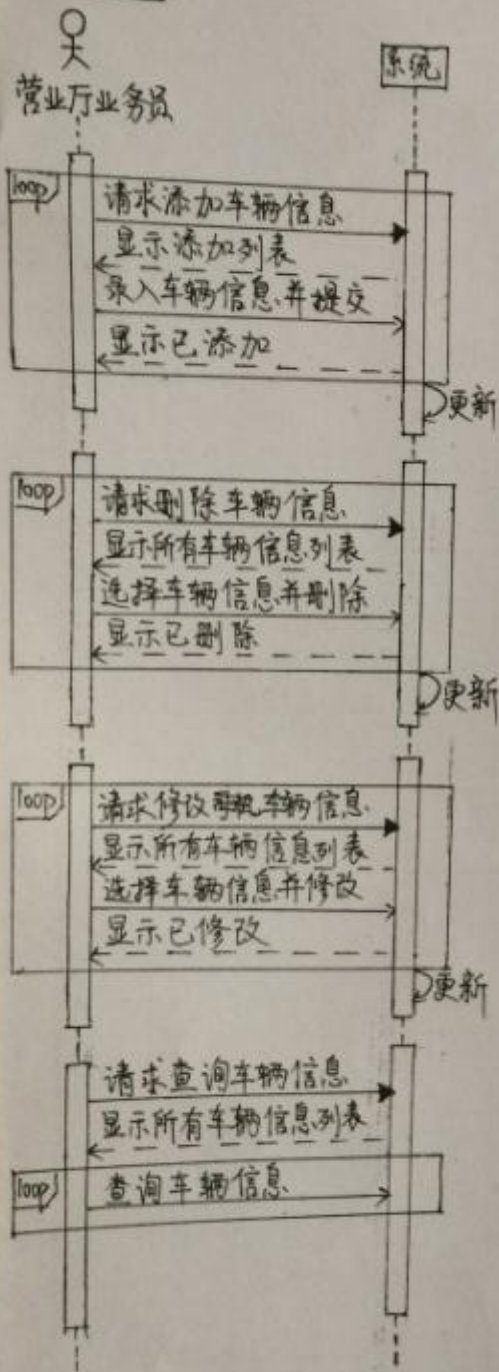 营业厅业务员
系统
loop
请求添加车辆信息
显示添加列表
录入车辆信息并提交
显示已添加
更新
loop
请求删除车辆信息
显示所有车辆信息列表
选择车辆信息并删除
显示已删除
更新
loop
请求修改车辆信息
显示所有车辆信息列表
选择车辆信息并修改
显示已修改
更新
请求查询车辆信息
显示所有车辆信息列表
loop
查询车辆信息